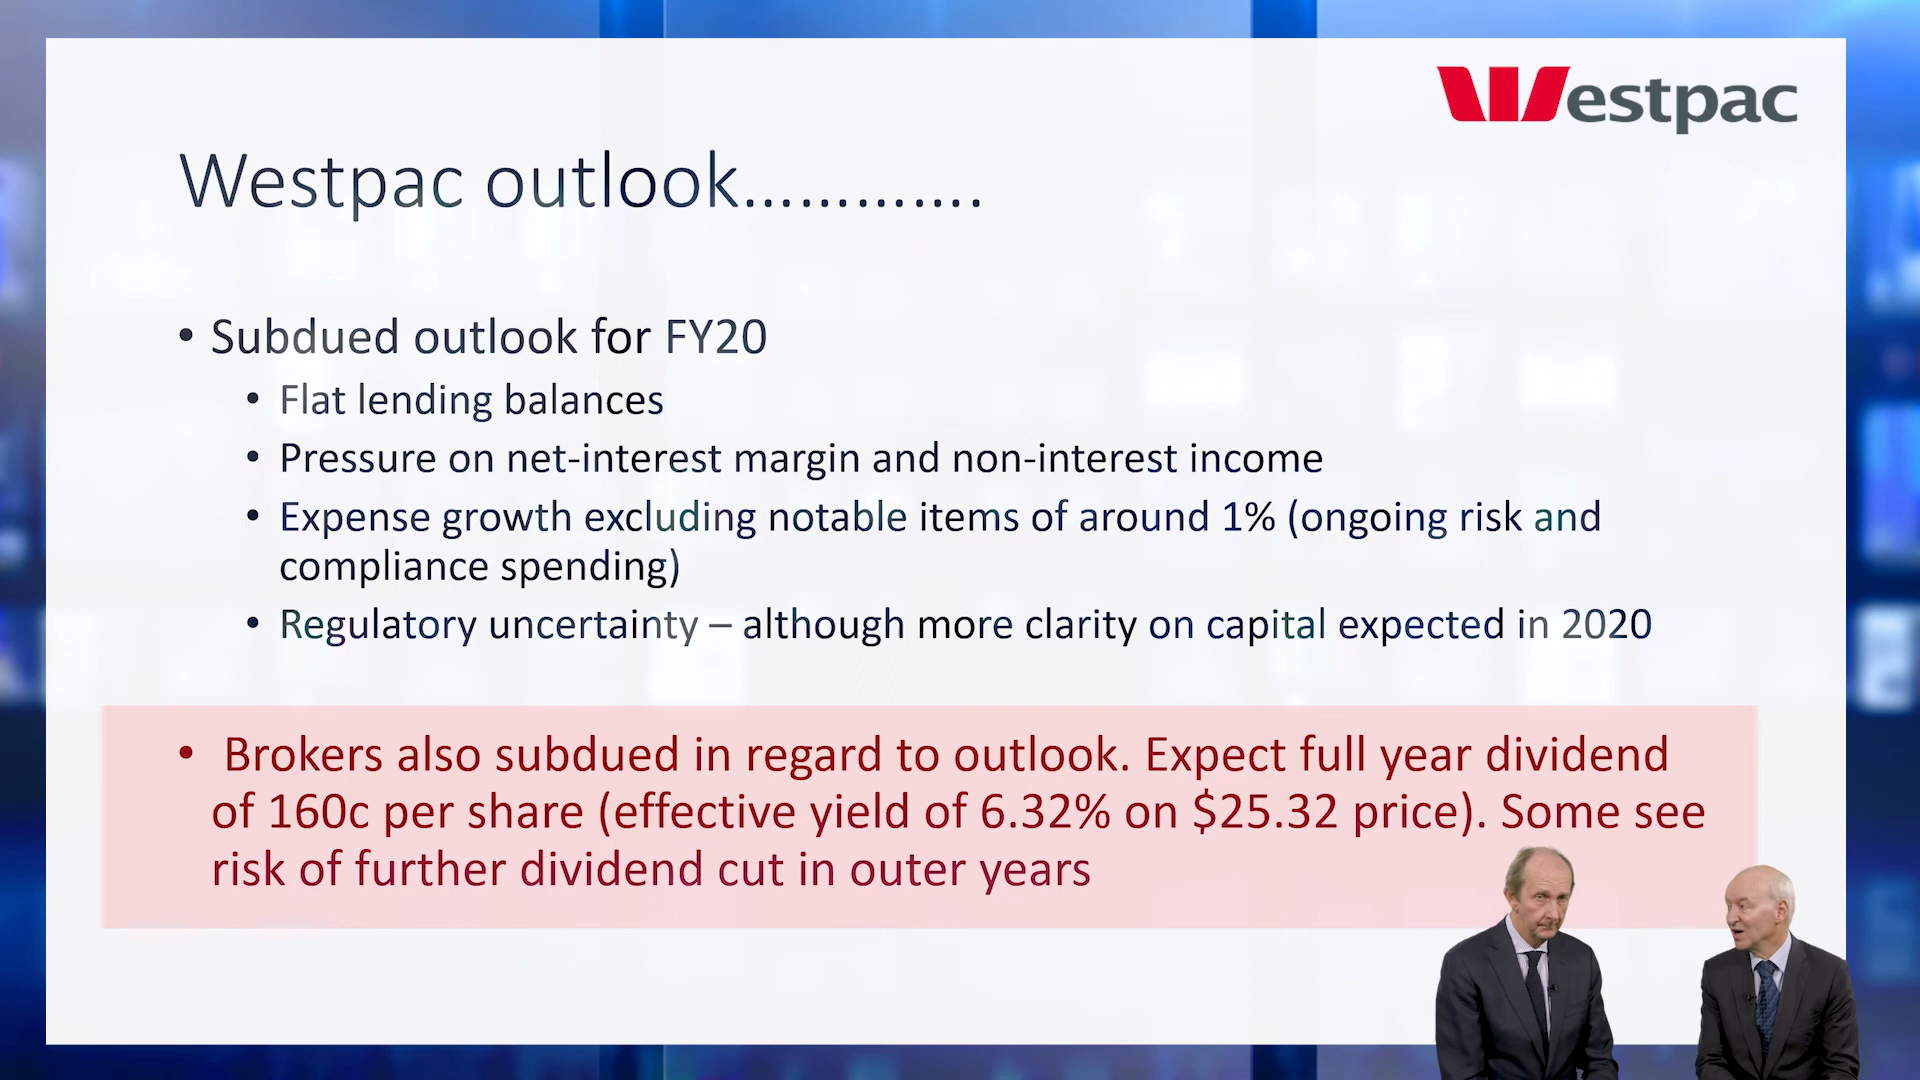 Westpac
Westpac outlook.............
• Subdued outlook for FY20
• Flat lending balances
• Pressure on net-interest margin and non-interest income
• Expense growth excluding notable items of around 1% (ongoing risk and
compliance spending)
• Regulatory uncertainty – although more clarity on capital expected in 2020
• Brokers also subdued in regard to outlook. Expect full year dividend
of 160c per share (effective yield of 6.32% on $25.32 price). Some see
risk of further dividend cut in outer years